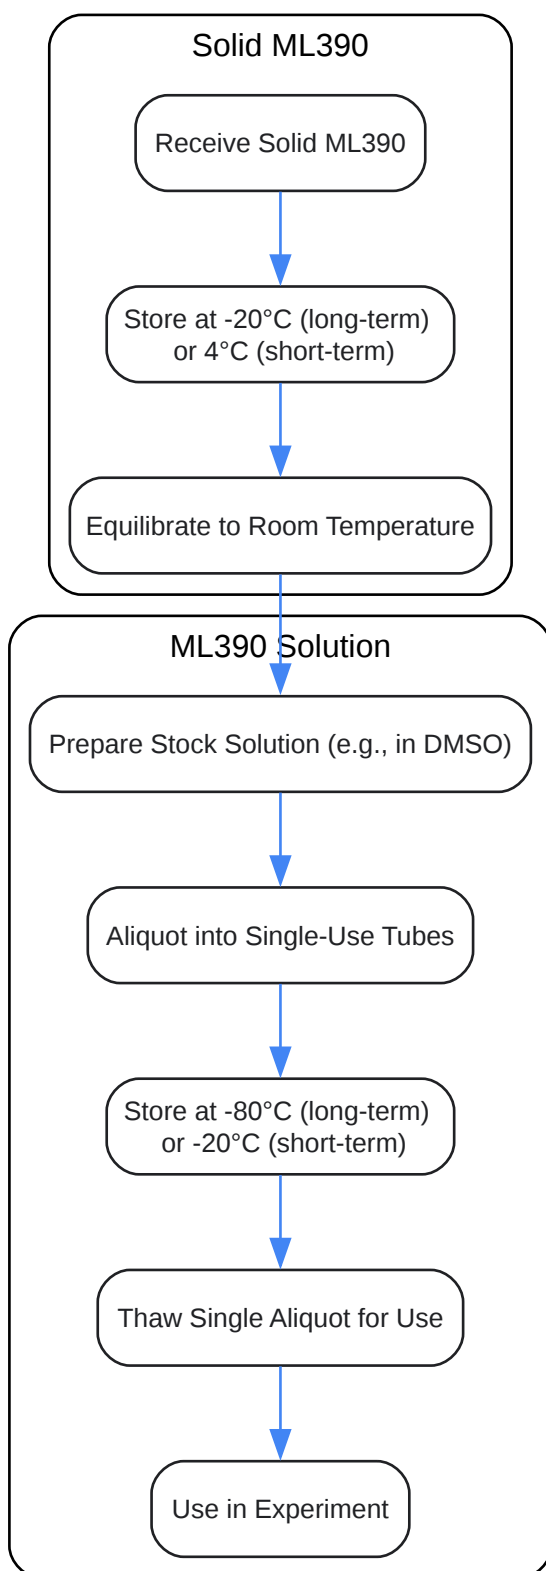 Solid ML390
Receive Solid ML390
Store at -20°C (long-term)
or 4°C (short-term)
Equilibrate to Room Temperature
ML390 Solution
Prepare Stock Solution (e.g., in DMSO)
Aliquot into Single-Use Tubes
Store at -80°C (long-term)
or -20°C (short-term)
Thaw Single Aliquot for Use
Use in Experiment